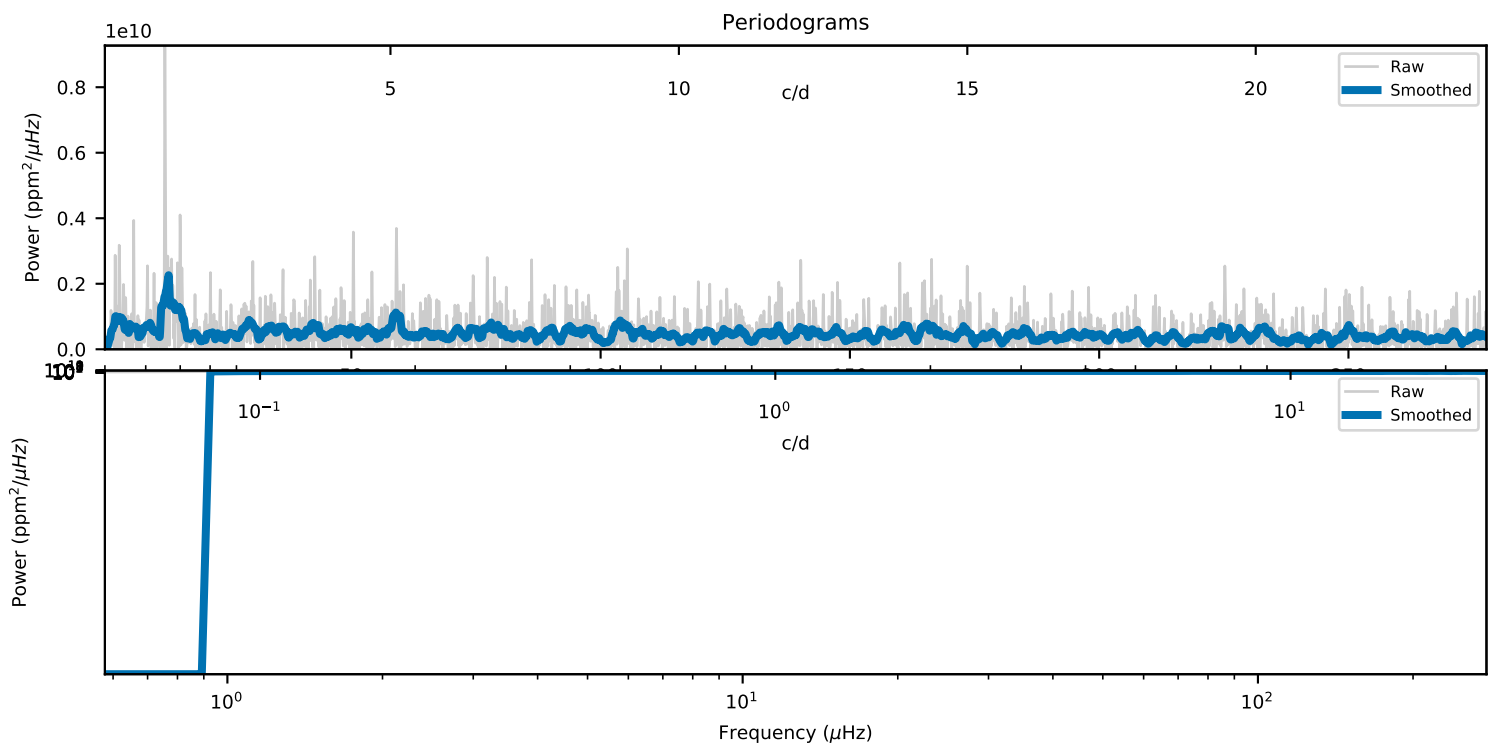 Periodograms
1e10
Power (ppm²/μHz)
0.8
0.6
0.4
0.2
0.0
5
10
15
20
c/d
Raw
Smoothed
Power (ppm²/μHz)
10⁻¹
10⁰
10¹
c/d
Raw
Smoothed
10⁰
10¹
10²
Frequency (μHz)